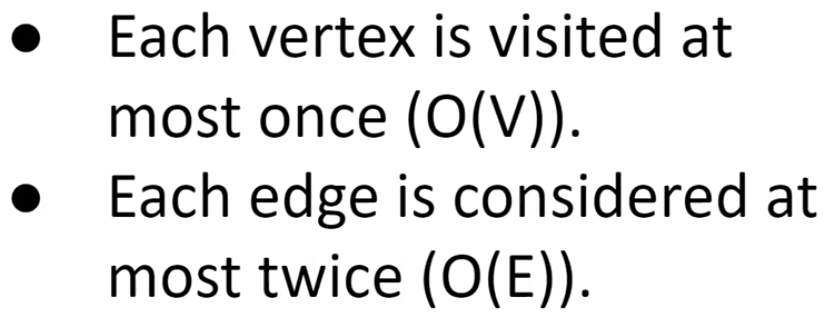 ● Each vertex is visited at
most once (O(V)).
● Each edge is considered at
most twice (O(E)).